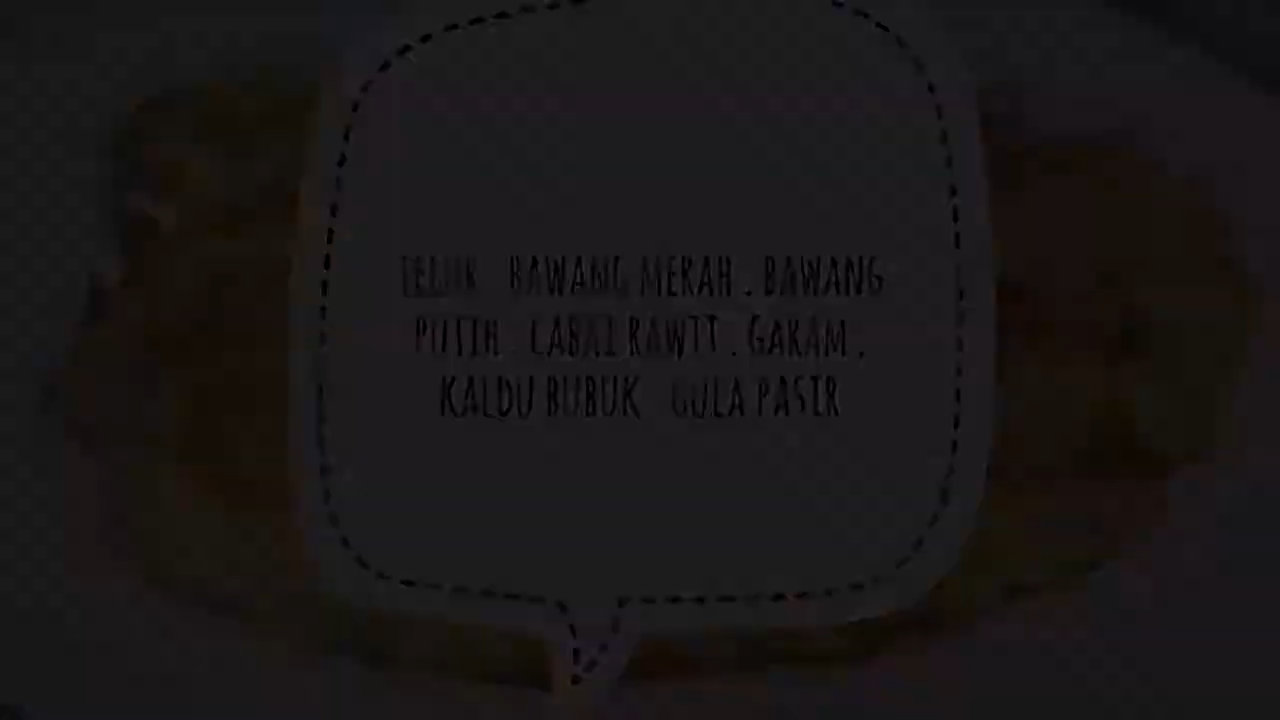 TELUR . BAWANG MERAH . BAWANG
PUTIH . CABAI RAWIT . GARAM .
KALDU BUBUK . GULA PASIR